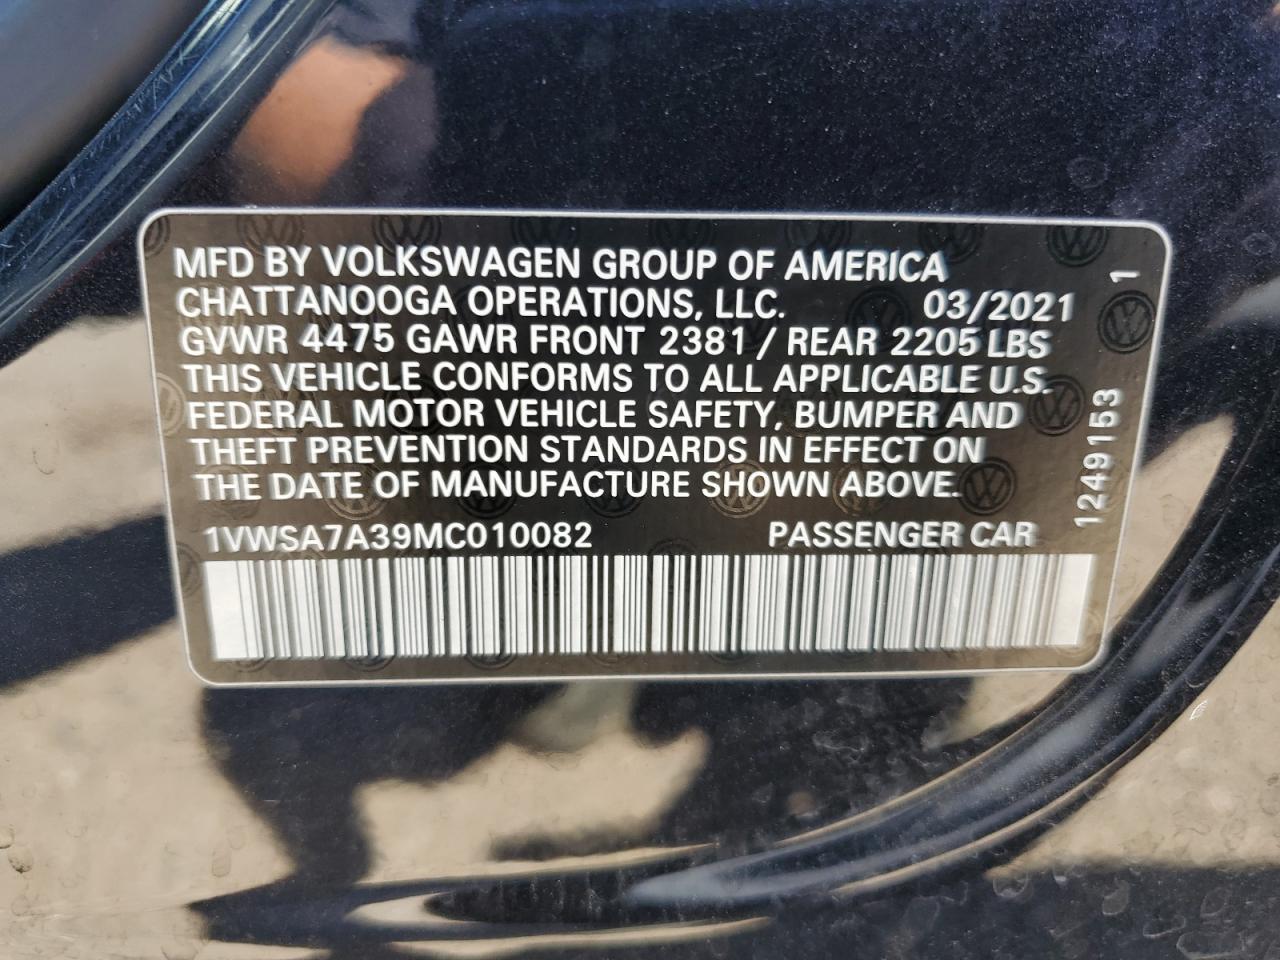 MFD BY VOLKSWAGEN GROUP OF AMERICA
CHATTANOOGA OPERATIONS, LLC. 03/2021
GVWR 4475 GAWR FRONT 2381 / REAR 2205 LBS
THIS VEHICLE CONFORMS TO ALL APPLICABLE U.S.
FEDERAL MOTOR VEHICLE SAFETY, BUMPER AND
THEFT PREVENTION STANDARDS IN EFFECT ON
THE DATE OF MANUFACTURE SHOWN ABOVE.
1VWSA7A39MC010082 PASSENGER CAR
1249153 1